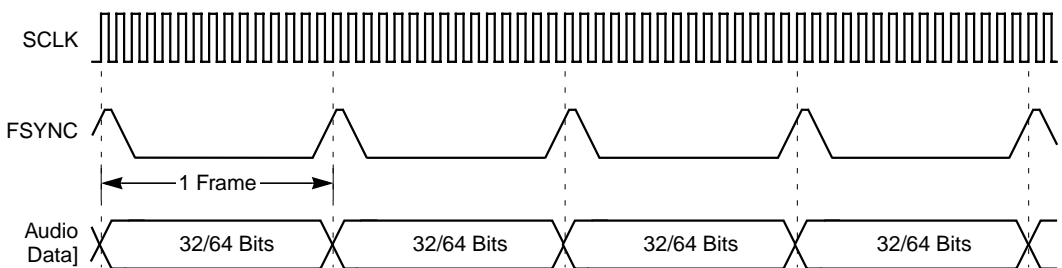 SCLK
FSYNC
1 Frame
Audio
Data]
32/64 Bits
32/64 Bits
32/64 Bits
32/64 Bits